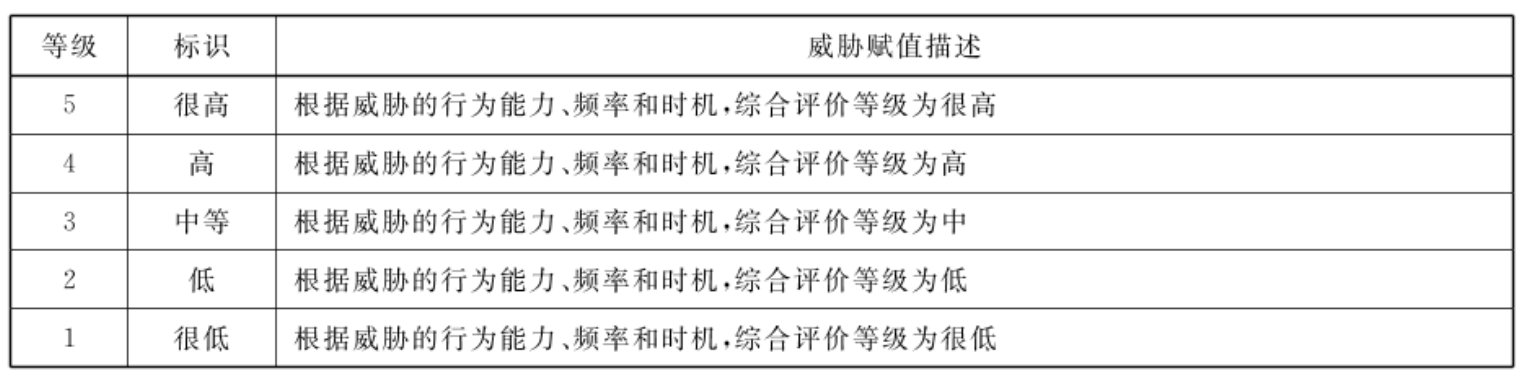 等级 标识 威胁赋值描述
5 很高 根据威胁的行为能力、频率和时机,综合评价等级为很高
4 高 根据威胁的行为能力、频率和时机,综合评价等级为高
3 中等 根据威胁的行为能力、频率和时机,综合评价等级为中
2 低 根据威胁的行为能力、频率和时机,综合评价等级为低
1 很低 根据威胁的行为能力、频率和时机,综合评价等级为很低